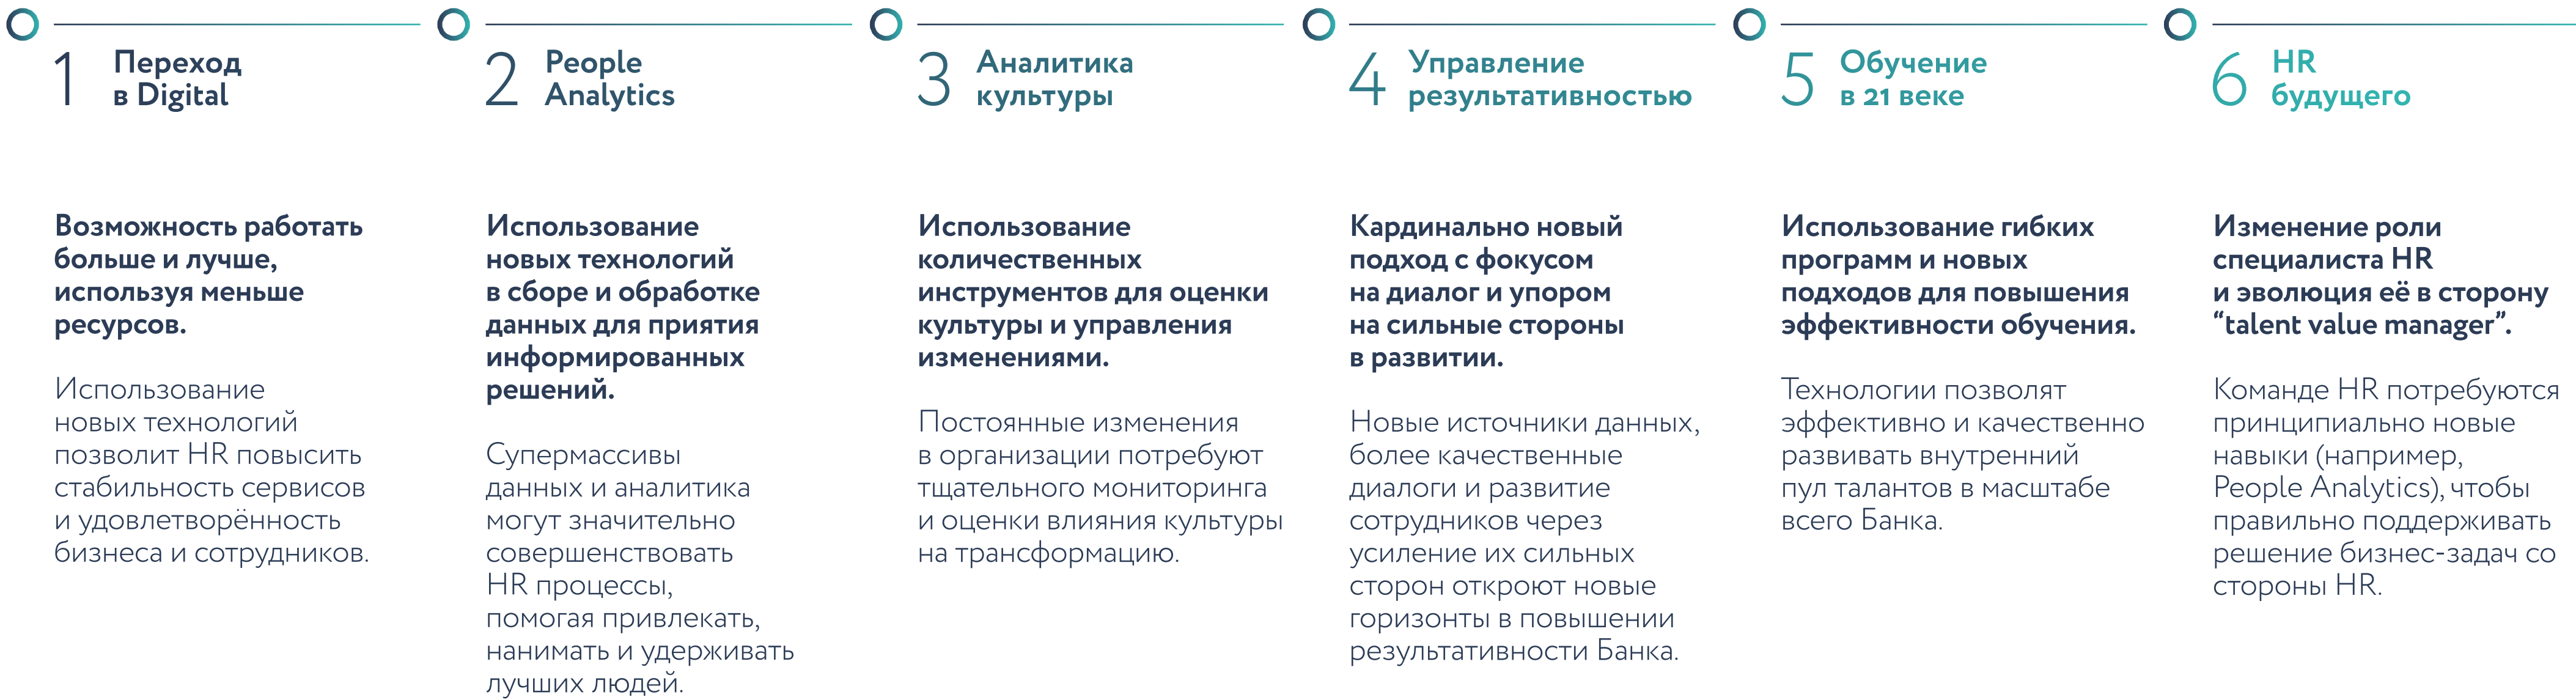 1
Переход
в Digital
Возможность работать
больше и лучше,
используя меньше
ресурсов.
Использование
новых технологий
позволит HR повысить
стабильность сервисов
и удовлетворённость
бизнеса и сотрудников.
2
People
Analytics
Использование
новых технологий
в сборе и обработке
данных для приятия
информированных
решений.
Супермассивы
данных и аналитика
могут значительно
совершенствовать
HR процессы,
помогая привлекать,
нанимать и удерживать
лучших людей.
3
Аналитика
культуры
Использование
количественных
инструментов для оценки
культуры и управления
изменениями.
Постоянные изменения
в организации потребуют
тщательного мониторинга
и оценки влияния культуры
на трансформацию.
4
Управление
результативностью
Кардинально новый
подход с фокусом
на диалог и упором
на сильные стороны
в развитии.
Новые источники данных,
более качественные
диалоги и развитие
сотрудников через
усиление их сильных
сторон откроют новые
горизонты в повышении
результативности Банка.
5
Обучение
в 21 веке
Использование гибких
программ и новых
подходов для повышения
эффективности обучения.
Технологии позволят
эффективно и качественно
развивать внутренний
пул талантов в масштабе
всего Банка.
6
HR
будущего
Изменение роли
специалиста HR
и эволюция её в сторону
“talent value manager”.
Команде HR потребуются
принципиально новые
навыки (например,
People Analytics), чтобы
правильно поддерживать
решение бизнес-задач со
стороны HR.